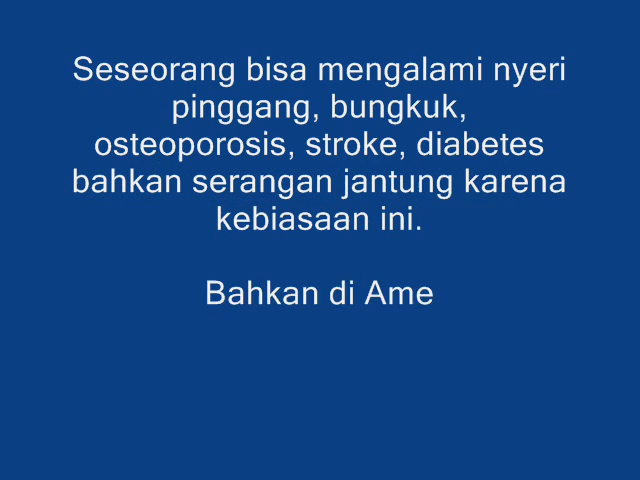 Seseorang bisa mengalami nyeri
pinggang, bungkuk,
osteoporosis, stroke, diabetes
bahkan serangan jantung karena
kebiasaan ini.
Bahkan di Ame